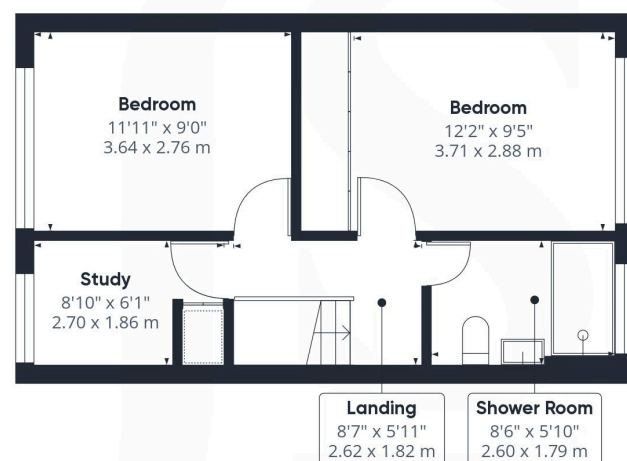 Bedroom
11'11" x 9'0"
3.64 x 2.76 m
Bedroom
12'2" x 9'5"
3.71 x 2.88 m
Study
8'10" x 6'1"
2.70 x 1.86 m
Landing
8'7" x 5'11"
2.62 x 1.82 m
Shower Room
8'6" x 5'10"
2.60 x 1.79 m